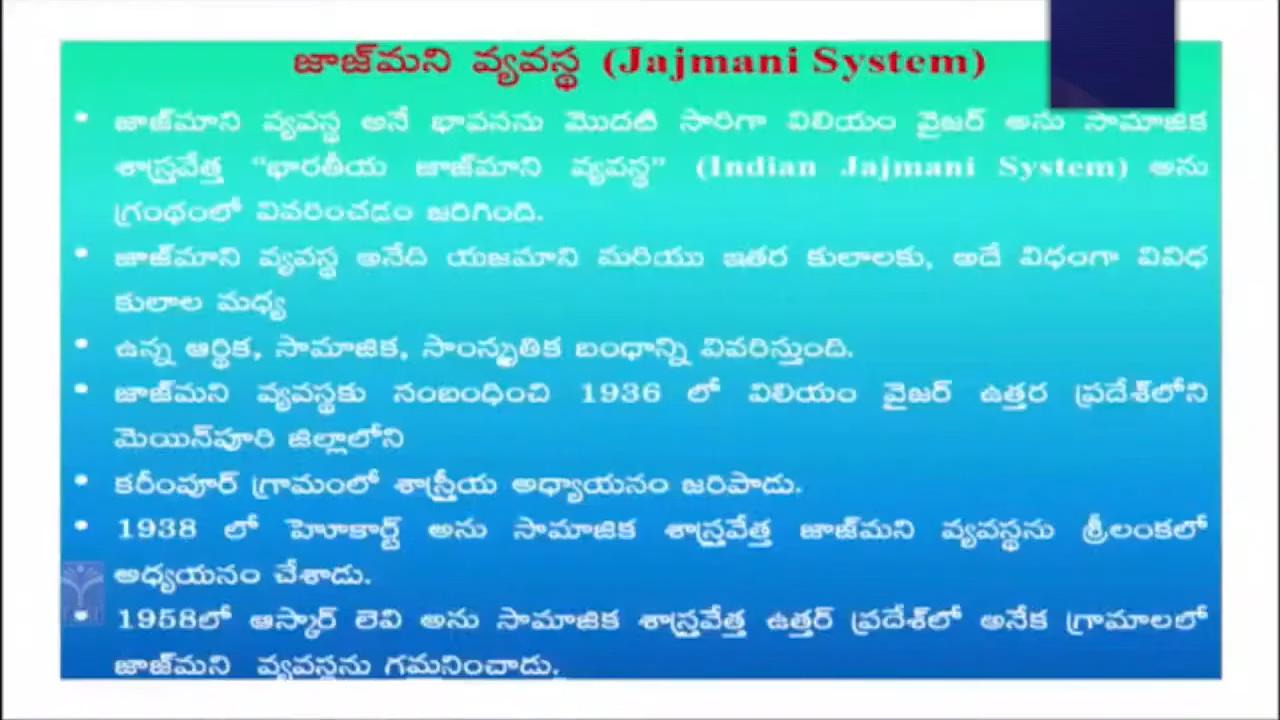 జాజ్‌మని వ్యవస్థ (Jajmani System)
• జాజ్‌మాని వ్యవస్థ అనే భావనను మొదటి సారిగా విలియం వైజర్ అను సామాజిక
శాస్త్రవేత్త “భారతీయ జాజ్‌మాని వ్యవస్థ” (Indian Jajmani System) అను
గ్రంథంలో వివరించడం జరిగింది.
• జాజ్‌మాని వ్యవస్థ అనేది యజమాని మరియు ఇతర కులాలకు, అదే విధంగా వివిధ
కులాల మధ్య
• ఉన్న ఆర్థిక, సామాజిక, సాంస్కృతిక బంధాన్ని వివరిస్తుంది.
• జాజ్‌మని వ్యవస్థకు సంబంధించి 1936 లో విలియం వైజర్ ఉత్తర ప్రదేశ్‌లోని
మెయిన్‌పూరి జిల్లాలోని
• కరీంపూర్ గ్రామంలో శాస్త్రీయ అధ్యాయనం జరిపాడు.
• 1938 లో హెూకార్ట్ అను సామాజిక శాస్త్రవేత్త జాజ్‌మని వ్యవస్థను శ్రీలంకలో
అధ్యయనం చేశాడు.
• 1958లో ఆస్కార్ లెవి అను సామాజిక శాస్త్రవేత్త ఉత్తర్ ప్రదేశ్‌లో అనేక గ్రామాలలో
జాజ్‌మని వ్యవస్థను గమనించాడు.